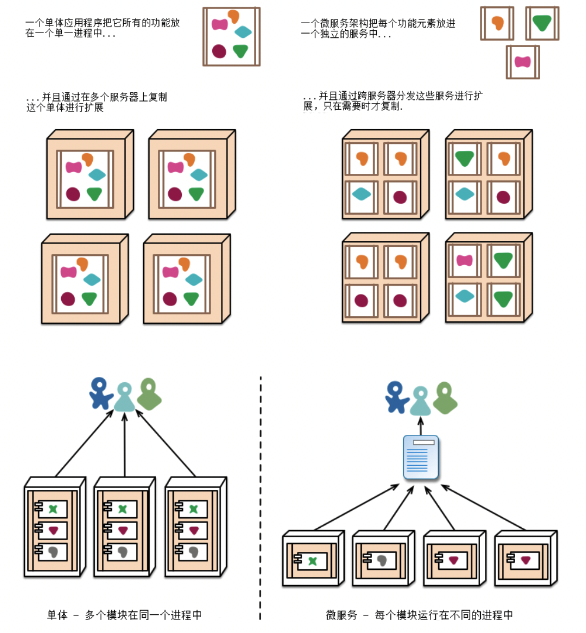 一个单体应用程序把它所有的功能放
在一个单一进程中...
一个微服务架构把每个功能元素放进
一个独立的服务中...
...并且通过在多个服务器上复制
这个单体进行扩展
...并且通过跨服务器分发这些服务进行扩
展，只在需要时才复制.
单体 - 多个模块在同一个进程中
微服务 - 每个模块运行在不同的进程中